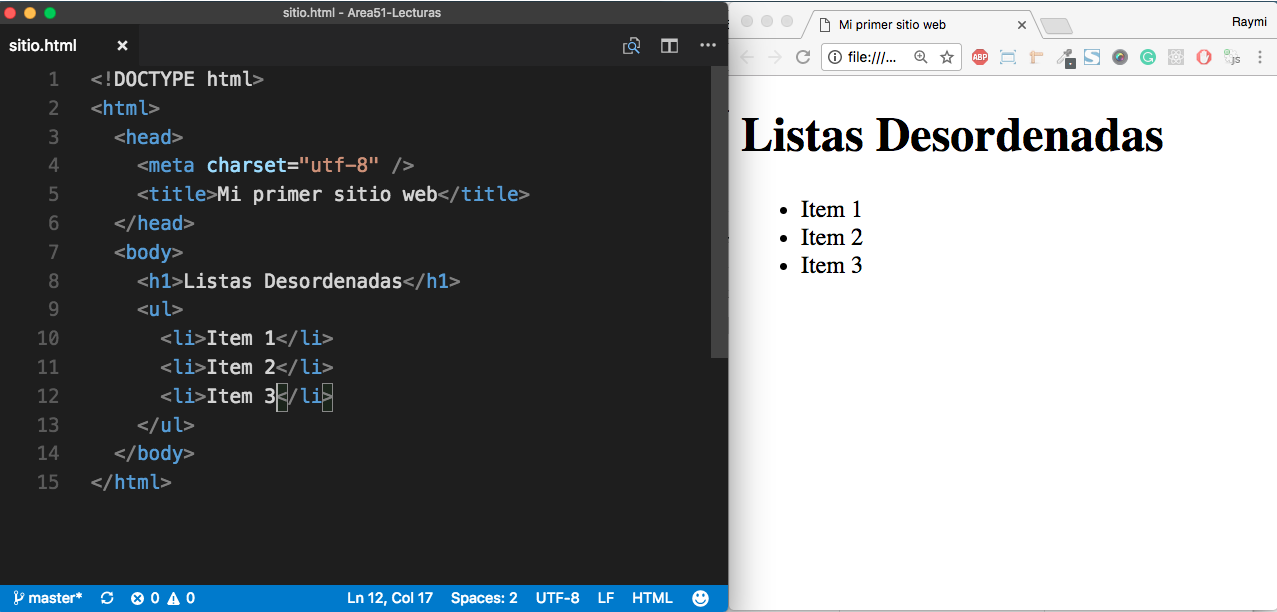 sitio.html - Area51-Lecturas
sitio.html
1 <!DOCTYPE html>
2 <html>
3 <head>
4 <meta charset="utf-8" />
5 <title>Mi primer sitio web</title>
6 </head>
7 <body>
8 <h1>Listas Desordenadas</h1>
9 <ul>
10 <li>Item 1</li>
11 <li>Item 2</li>
12 <li>Item 3</li>
13 </ul>
14 </body>
15 </html>
master* 0 0 Ln 12, Col 17 Spaces: 2 UTF-8 LF HTML
Mi primer sitio web Raymi
file:///... ABP JS
Listas Desordenadas
• Item 1
• Item 2
• Item 3